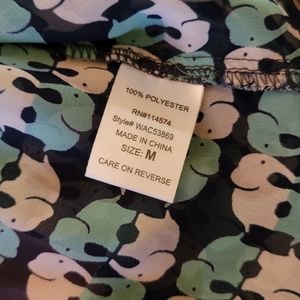 100% POLYESTER
RN#114574
Style# WAC53869
MADE IN CHINA
SIZE: M
CARE ON REVERSE